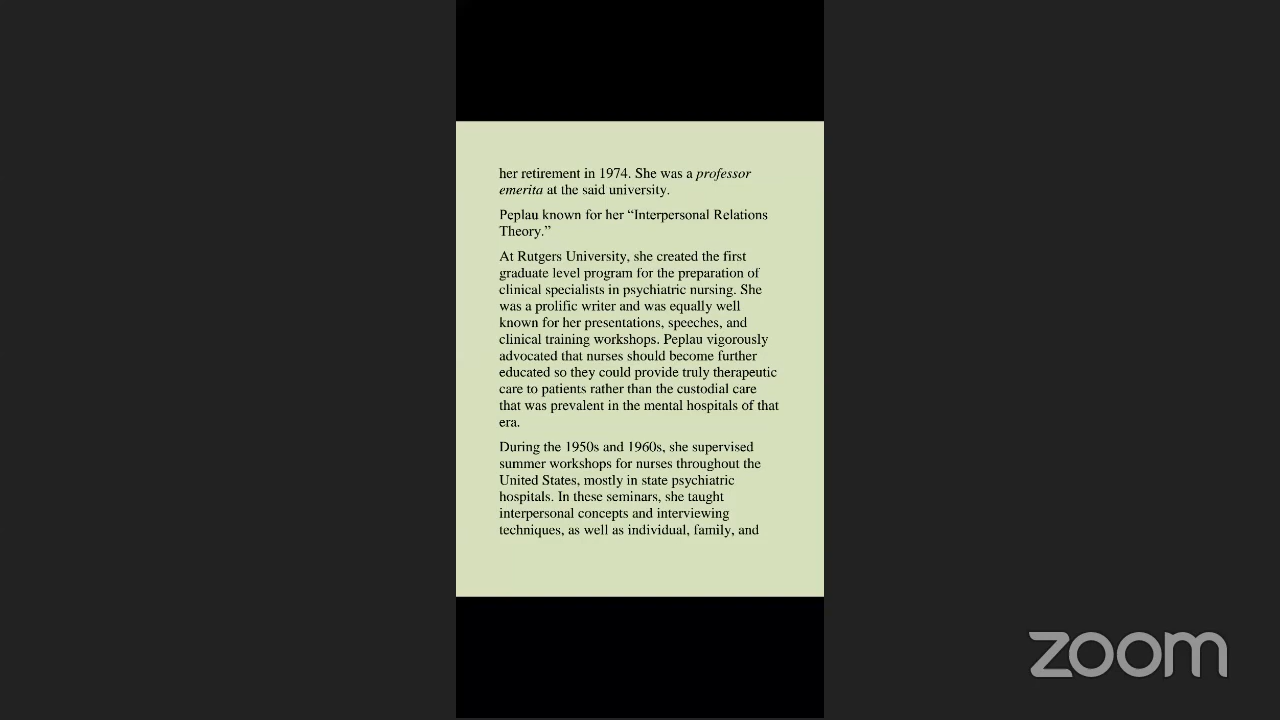 her retirement in 1974. She was a professor
emerita at the said university.
Peplau known for her “Interpersonal Relations
Theory.”
At Rutgers University, she created the first
graduate level program for the preparation of
clinical specialists in psychiatric nursing. She
was a prolific writer and was equally well
known for her presentations, speeches, and
clinical training workshops. Peplau vigorously
advocated that nurses should become further
educated so they could provide truly therapeutic
care to patients rather than the custodial care
that was prevalent in the mental hospitals of that
era.
During the 1950s and 1960s, she supervised
summer workshops for nurses throughout the
United States, mostly in state psychiatric
hospitals. In these seminars, she taught
interpersonal concepts and interviewing
techniques, as well as individual, family, and
zoom